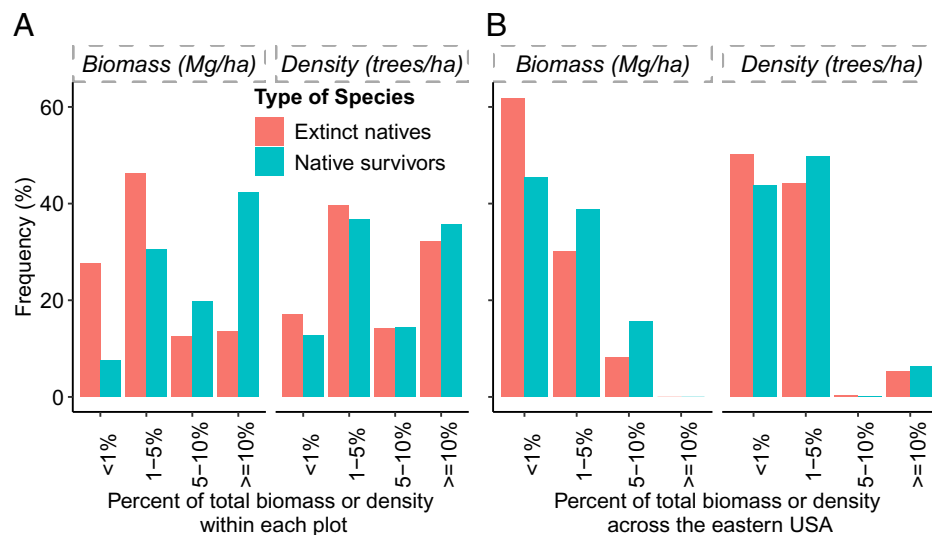 A
B
Biomass (Mg/ha)
Density (trees/ha)
Biomass (Mg/ha)
Density (trees/ha)
Type of Species
Extinct natives
Native survivors
Frequency (%)
60
40
20
0
<1%
1−5%
5−10%
>=10%
<1%
1−5%
5−10%
>=10%
<1%
1−5%
5−10%
>=10%
<1%
1−5%
5−10%
>=10%
Percent of total biomass or density
within each plot
Percent of total biomass or density
across the eastern USA